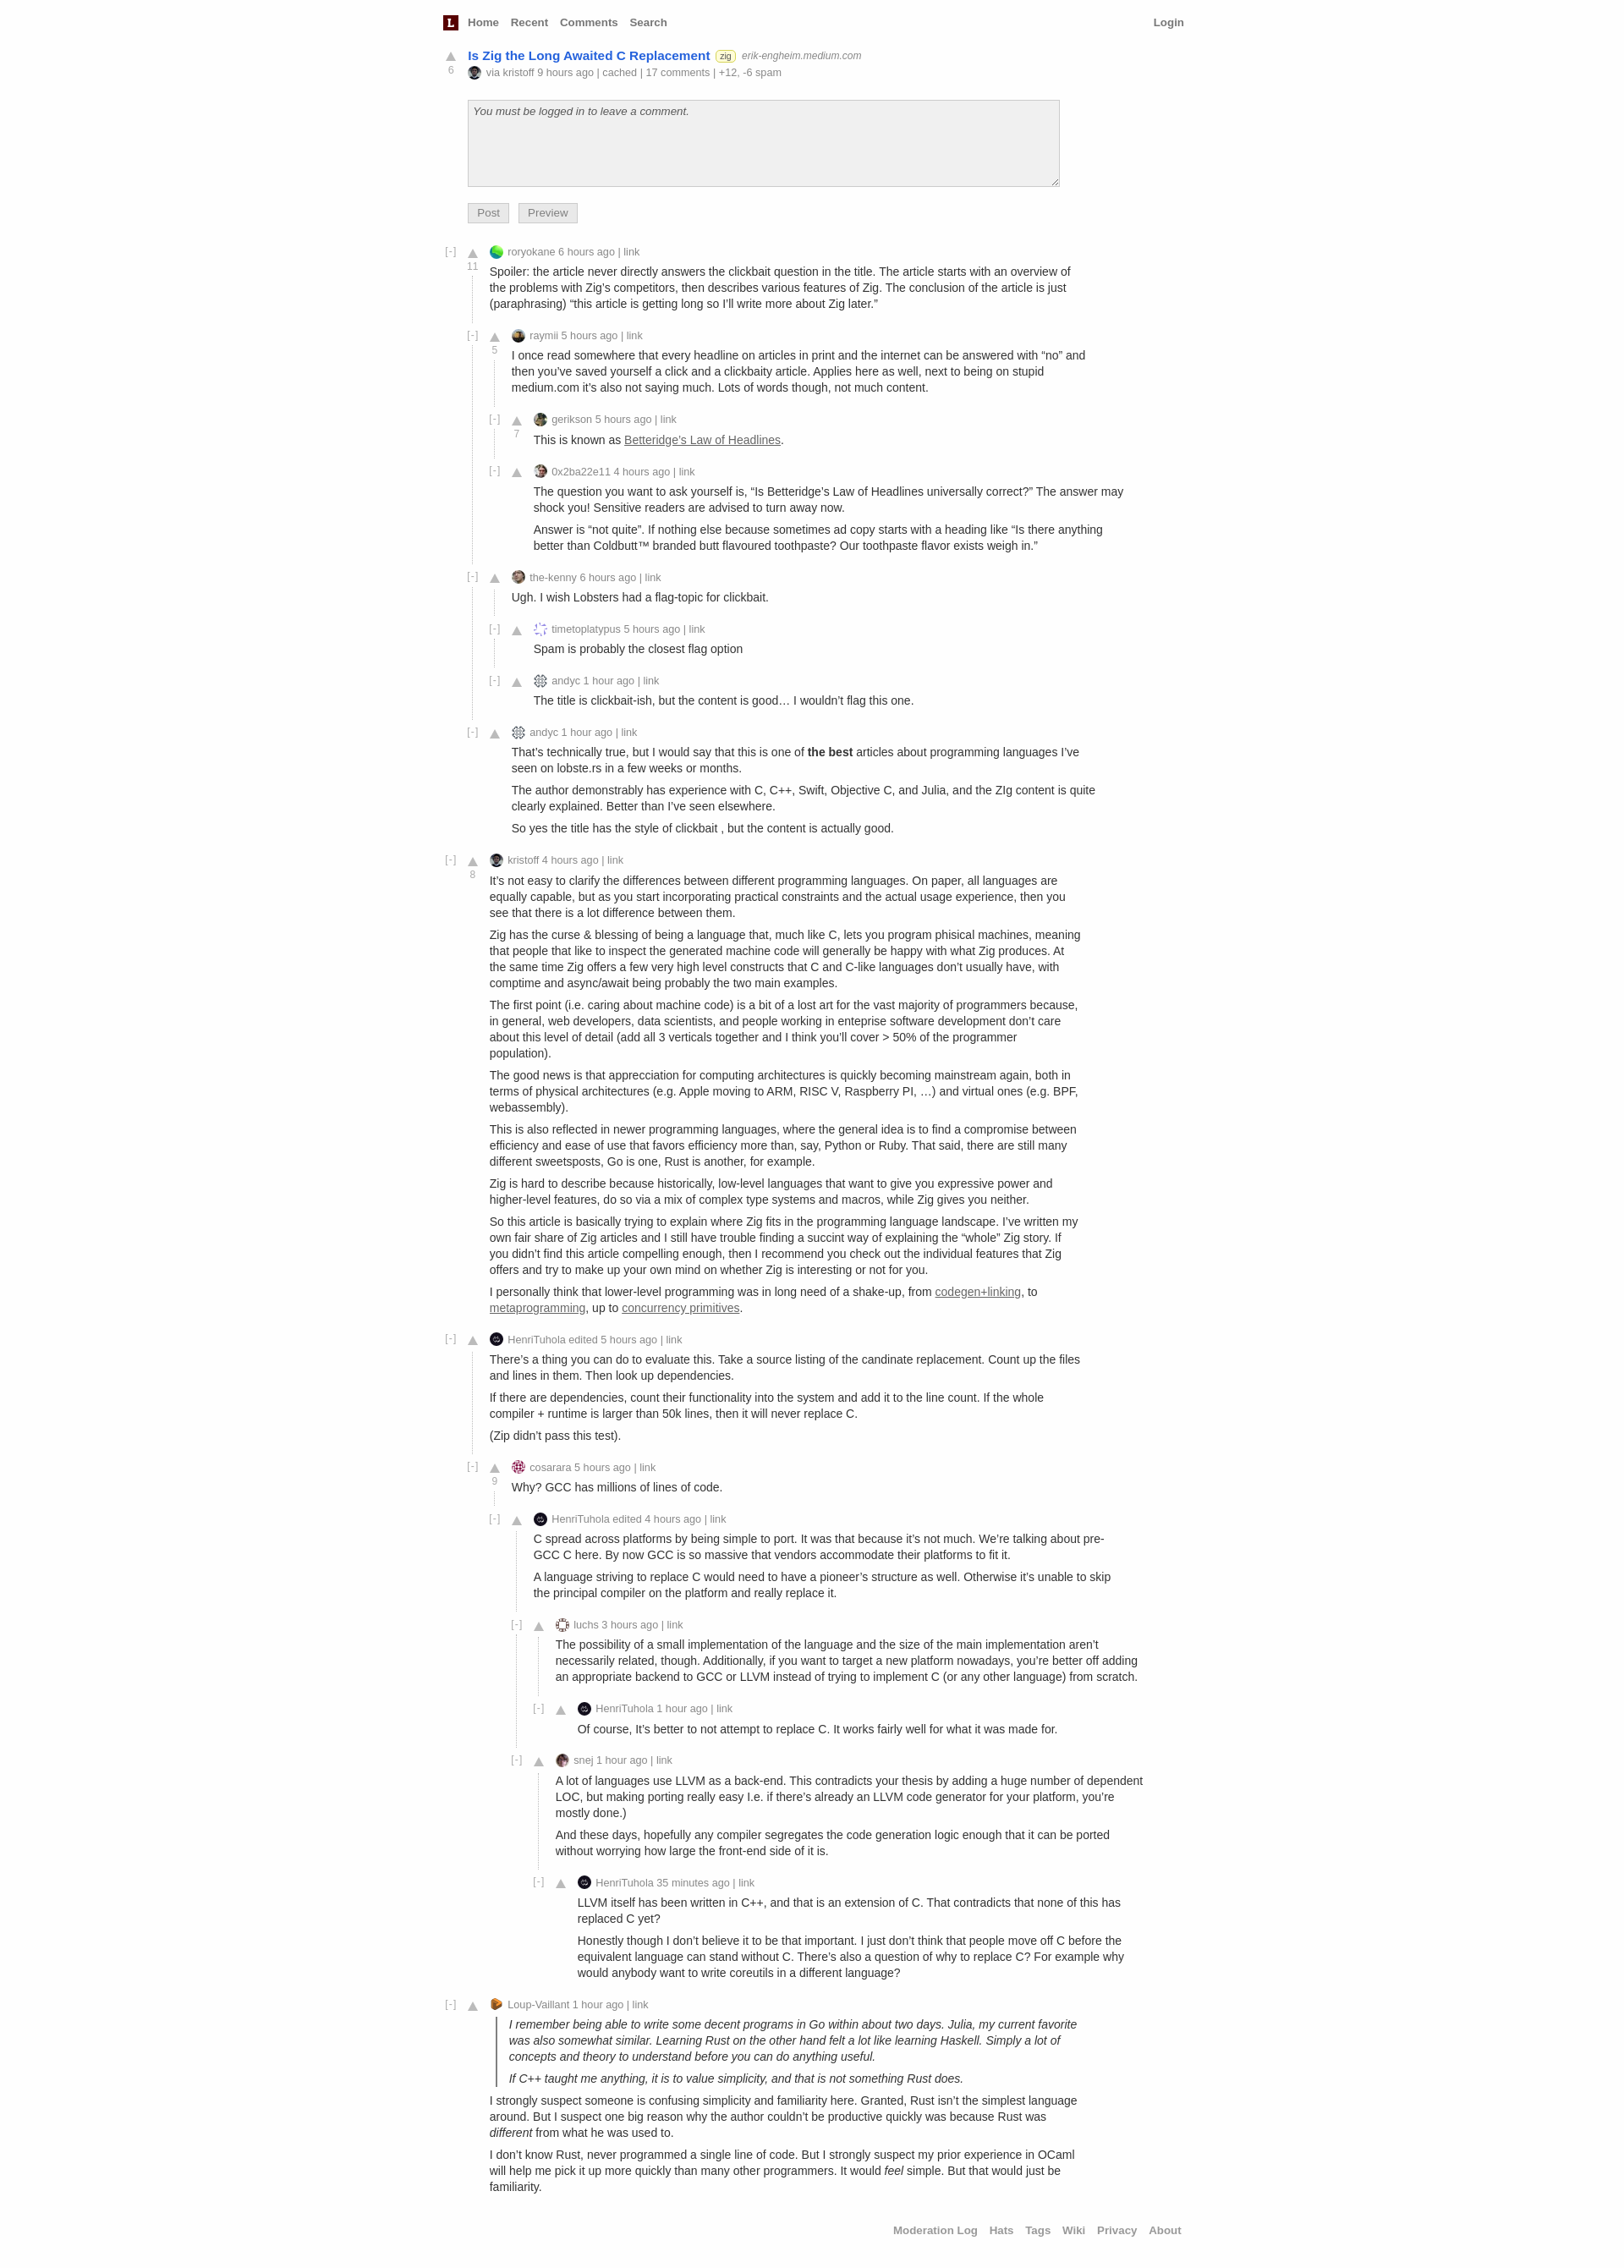 L Home Recent Comments Search Login
Is Zig the Long Awaited C Replacement zig erik-engheim.medium.com
6 via kristoff 9 hours ago | cached | 17 comments | +12, -6 spam
You must be logged in to leave a comment.
Post Preview
[-] roryokane 6 hours ago | link
11
Spoiler: the article never directly answers the clickbait question in the title. The article starts with an overview of
the problems with Zig’s competitors, then describes various features of Zig. The conclusion of the article is just
(paraphrasing) “this article is getting long so I’ll write more about Zig later.”
[-] raymii 5 hours ago | link
5
I once read somewhere that every headline on articles in print and the internet can be answered with “no” and
then you’ve saved yourself a click and a clickbaity article. Applies here as well, next to being on stupid
medium.com it’s also not saying much. Lots of words though, not much content.
[-] gerikson 5 hours ago | link
7
This is known as Betteridge’s Law of Headlines.
[-] 0x2ba22e11 4 hours ago | link
The question you want to ask yourself is, “Is Betteridge’s Law of Headlines universally correct?” The answer may
shock you! Sensitive readers are advised to turn away now.
Answer is “not quite”. If nothing else because sometimes ad copy starts with a heading like “Is there anything
better than Coldbutt™ branded butt flavoured toothpaste? Our toothpaste flavor exists weigh in.”
[-] the-kenny 6 hours ago | link
Ugh. I wish Lobsters had a flag-topic for clickbait.
[-] timetoplatypus 5 hours ago | link
Spam is probably the closest flag option
[-] andyc 1 hour ago | link
The title is clickbait-ish, but the content is good… I wouldn’t flag this one.
[-] andyc 1 hour ago | link
That’s technically true, but I would say that this is one of the best articles about programming languages I’ve
seen on lobste.rs in a few weeks or months.
The author demonstrably has experience with C, C++, Swift, Objective C, and Julia, and the ZIg content is quite
clearly explained. Better than I’ve seen elsewhere.
So yes the title has the style of clickbait , but the content is actually good.
[-] kristoff 4 hours ago | link
8
It’s not easy to clarify the differences between different programming languages. On paper, all languages are
equally capable, but as you start incorporating practical constraints and the actual usage experience, then you
see that there is a lot difference between them.
Zig has the curse & blessing of being a language that, much like C, lets you program phisical machines, meaning
that people that like to inspect the generated machine code will generally be happy with what Zig produces. At
the same time Zig offers a few very high level constructs that C and C-like languages don’t usually have, with
comptime and async/await being probably the two main examples.
The first point (i.e. caring about machine code) is a bit of a lost art for the vast majority of programmers because,
in general, web developers, data scientists, and people working in enteprise software development don’t care
about this level of detail (add all 3 verticals together and I think you’ll cover > 50% of the programmer
population).
The good news is that apprecciation for computing architectures is quickly becoming mainstream again, both in
terms of physical architectures (e.g. Apple moving to ARM, RISC V, Raspberry PI, …) and virtual ones (e.g. BPF,
webassembly).
This is also reflected in newer programming languages, where the general idea is to find a compromise between
efficiency and ease of use that favors efficiency more than, say, Python or Ruby. That said, there are still many
different sweetsposts, Go is one, Rust is another, for example.
Zig is hard to describe because historically, low-level languages that want to give you expressive power and
higher-level features, do so via a mix of complex type systems and macros, while Zig gives you neither.
So this article is basically trying to explain where Zig fits in the programming language landscape. I’ve written my
own fair share of Zig articles and I still have trouble finding a succint way of explaining the “whole” Zig story. If
you didn’t find this article compelling enough, then I recommend you check out the individual features that Zig
offers and try to make up your own mind on whether Zig is interesting or not for you.
I personally think that lower-level programming was in long need of a shake-up, from codegen+linking, to
metaprogramming, up to concurrency primitives.
[-] HenriTuhola edited 5 hours ago | link
There’s a thing you can do to evaluate this. Take a source listing of the candinate replacement. Count up the files
and lines in them. Then look up dependencies.
If there are dependencies, count their functionality into the system and add it to the line count. If the whole
compiler + runtime is larger than 50k lines, then it will never replace C.
(Zip didn’t pass this test).
[-] cosarara 5 hours ago | link
9
Why? GCC has millions of lines of code.
[-] HenriTuhola edited 4 hours ago | link
C spread across platforms by being simple to port. It was that because it’s not much. We’re talking about pre-
GCC C here. By now GCC is so massive that vendors accommodate their platforms to fit it.
A language striving to replace C would need to have a pioneer’s structure as well. Otherwise it’s unable to skip
the principal compiler on the platform and really replace it.
[-] luchs 3 hours ago | link
The possibility of a small implementation of the language and the size of the main implementation aren’t
necessarily related, though. Additionally, if you want to target a new platform nowadays, you’re better off adding
an appropriate backend to GCC or LLVM instead of trying to implement C (or any other language) from scratch.
[-] HenriTuhola 1 hour ago | link
Of course, It’s better to not attempt to replace C. It works fairly well for what it was made for.
[-] snej 1 hour ago | link
A lot of languages use LLVM as a back-end. This contradicts your thesis by adding a huge number of dependent
LOC, but making porting really easy I.e. if there’s already an LLVM code generator for your platform, you’re
mostly done.)
And these days, hopefully any compiler segregates the code generation logic enough that it can be ported
without worrying how large the front-end side of it is.
[-] HenriTuhola 35 minutes ago | link
LLVM itself has been written in C++, and that is an extension of C. That contradicts that none of this has
replaced C yet?
Honestly though I don’t believe it to be that important. I just don’t think that people move off C before the
equivalent language can stand without C. There’s also a question of why to replace C? For example why
would anybody want to write coreutils in a different language?
[-] Loup-Vaillant 1 hour ago | link
I remember being able to write some decent programs in Go within about two days. Julia, my current favorite
was also somewhat similar. Learning Rust on the other hand felt a lot like learning Haskell. Simply a lot of
concepts and theory to understand before you can do anything useful.
If C++ taught me anything, it is to value simplicity, and that is not something Rust does.
I strongly suspect someone is confusing simplicity and familiarity here. Granted, Rust isn’t the simplest language
around. But I suspect one big reason why the author couldn’t be productive quickly was because Rust was
different from what he was used to.
I don’t know Rust, never programmed a single line of code. But I strongly suspect my prior experience in OCaml
will help me pick it up more quickly than many other programmers. It would feel simple. But that would just be
familiarity.
Moderation Log Hats Tags Wiki Privacy About